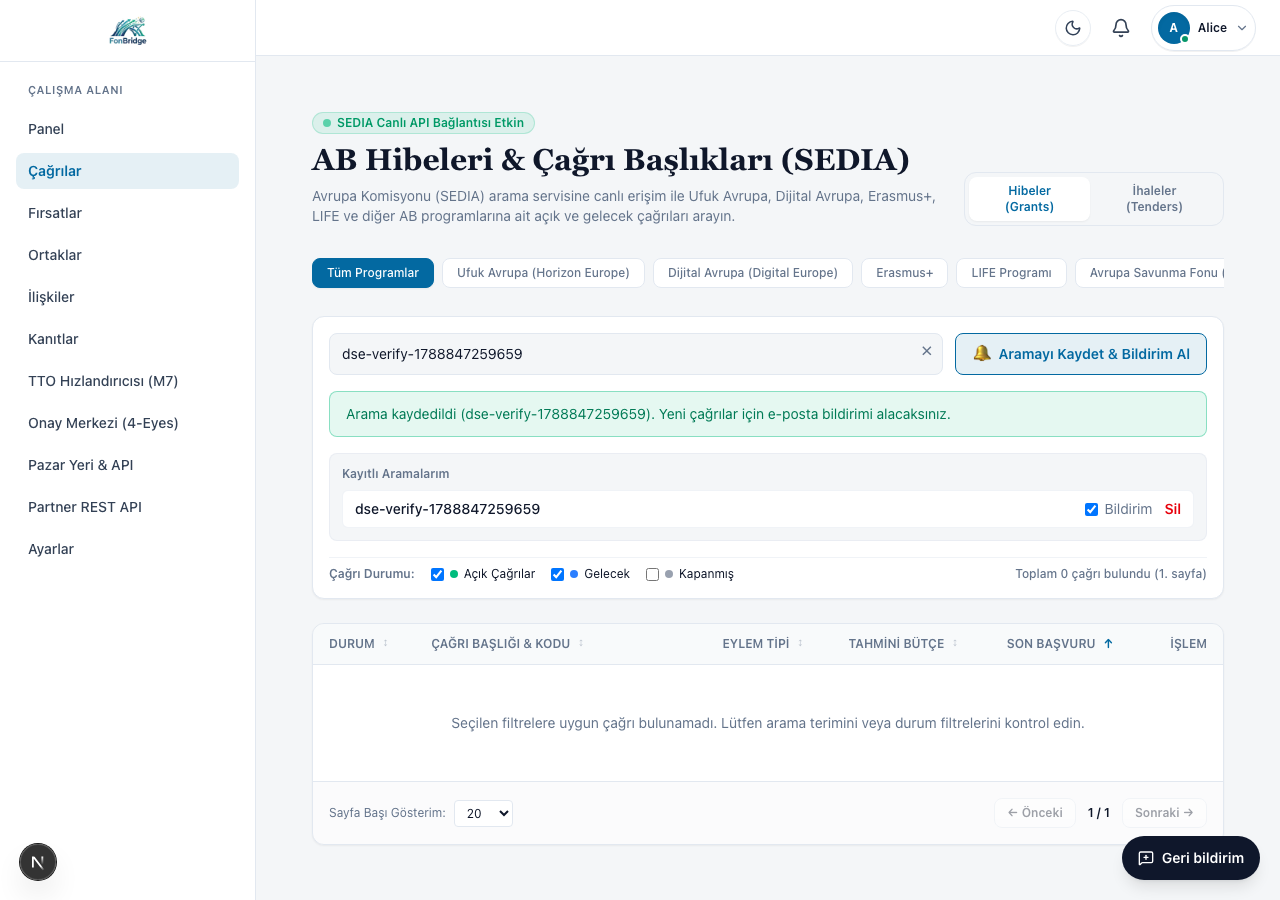 FonBridge
Alice
A
ÇALIŞMA ALANI
Panel
Çağrılar
Fırsatlar
Ortaklar
İlişkiler
Kanıtlar
TTO Hızlandırıcısı (M7)
Onay Merkezi (4-Eyes)
Pazar Yeri & API
Partner REST API
Ayarlar
N
SEDIA Canlı API Bağlantısı Etkin
AB Hibeleri & Çağrı Başlıkları (SEDIA)
Avrupa Komisyonu (SEDIA) arama servisine canlı erişim ile Ufuk Avrupa, Dijital Avrupa, Erasmus+,
LIFE ve diğer AB programlarına ait açık ve gelecek çağrıları arayın.
Hibeler
(Grants)
İhaleler
(Tenders)
Tüm Programlar
Ufuk Avrupa (Horizon Europe)
Dijital Avrupa (Digital Europe)
Erasmus+
LIFE Programı
Avrupa Savunma Fonu (
dse-verify-1788847259659
Aramayı Kaydet & Bildirim Al
Arama kaydedildi (dse-verify-1788847259659). Yeni çağrılar için e-posta bildirimi alacaksınız.
Kayıtlı Aramalarım
dse-verify-1788847259659
Bildirim
Sil
Çağrı Durumu:
Açık Çağrılar
Gelecek
Kapanmış
Toplam 0 çağrı bulundu (1. sayfa)
DURUM ↕
ÇAĞRI BAŞLIĞI & KODU ↕
EYLEM TİPİ ↕
TAHMİNİ BÜTÇE ↕
SON BAŞVURU ↑
İŞLEM
Seçilen filtrelere uygun çağrı bulunamadı. Lütfen arama terimini veya durum filtrelerini kontrol edin.
Sayfa Başı Gösterim:
20
← Önceki
1 / 1
Sonraki →
Geri bildirim